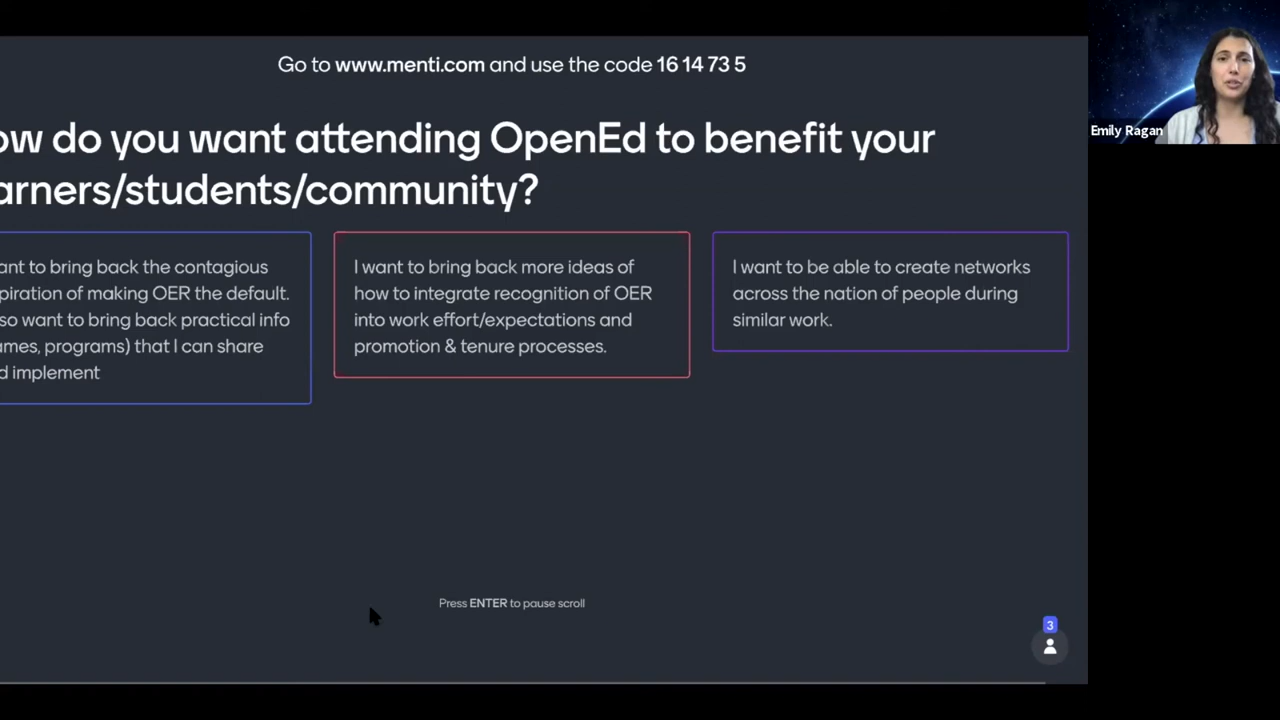 Go to www.menti.com and use the code 16 14 73 5
ow do you want attending OpenEd to benefit your
arners/students/community?
ant to bring back the contagious
piration of making OER the default.
so want to bring back practical info
ames, programs) that I can share
d implement
I want to bring back more ideas of
how to integrate recognition of OER
into work effort/expectations and
promotion & tenure processes.
I want to be able to create networks
across the nation of people during
similar work.
Press ENTER to pause scroll
3
Emily Ragan